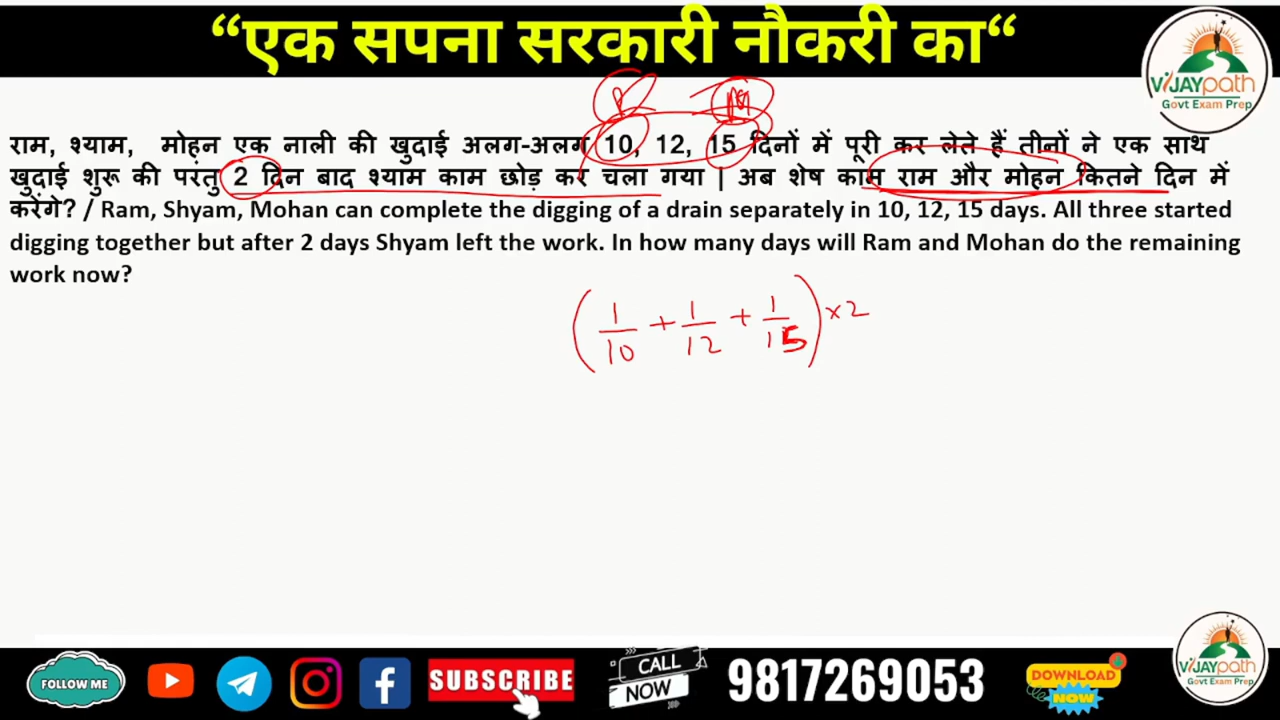 “एक सपना सरकारी नौकरी का“
ViJAYpath
Govt Exam Prep
R M
राम, श्याम, मोहन एक नाली की खुदाई अलग-अलग 10, 12, 15 दिनों में पूरी कर लेते हैं तीनों ने एक साथ
खुदाई शुरू की परंतु 2 दिन बाद श्याम काम छोड़ कर चला गया | अब शेष काम राम और मोहन कितने दिन में
करेंगे? / Ram, Shyam, Mohan can complete the digging of a drain separately in 10, 12, 15 days. All three started
digging together but after 2 days Shyam left the work. In how many days will Ram and Mohan do the remaining
work now?
(1/10 + 1/12 + 1/15) × 2
FOLLOW ME
SUBSCRIBE
CALL
NOW
9817269053
DOWNLOAD
NOW
ViJAYpath
Govt Exam Prep